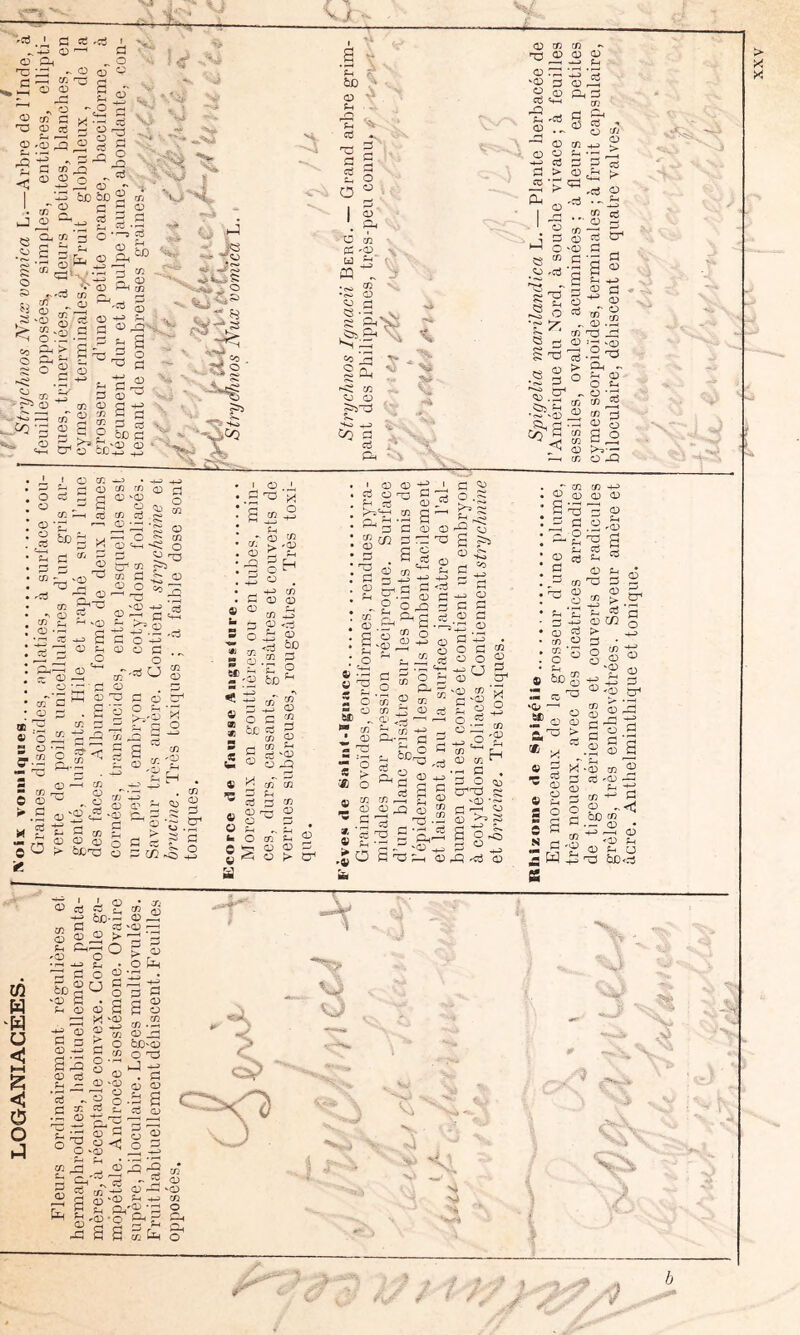 LOGANIACÉES.
Fleurs ordinairement régulières et
hermaphrodites, habituellement penta-
mères, à réceptacle convexe. Corolle ga-
mopétale. Androcée isostémone. Ovaire
supère, biloculaire. Loges multiovulées.
Fruit habituellement déhiscent. Feuilles
opposées.
Noix vomiques.....
Graines discoïdes, aplaties, à surface cou-
verte de poils unicellulaires d'un gris ar-
genté, luisants. Hile et raphé sur l'une
des faces. Albumen formé de deux lames
cornées, translucides, entre lesquelles est
un petit embryon à cotylédons foliacés.
Saveur très amère. Contient strychnine et
brucine. Très toxiques ; à faible dose sont
toniques.
Strychnos Nux vomica L.—Arbre de l'Inde, à
feuilles opposées, simples, entières, ellipti-
ques, trinerviées, à fleurs petites, blanches, en
cymes terminales. Fruit globuleux, de la
grosseur d'une petite orange, bacciforme, à
tégument dur et à pulpe jaune, abondante, con-
tenant de nombreuses graines.
Ecorce de fausse Angusture.....
Morceaux en gouttières ou en tubes, min-
ces, durs, cassants, grisâtres et couverts de
verrues subéreuses, rougeâtres. Très toxi-
que.
Strychnos Nux vomica L.
Fèves de Saint-Ignace.....
Graines ovoïdes, difformes, rendues pyra-
midales par pression réciproque. Surface
d'un blanc grisâtre sur les points munis de
l'épiderme dont les poils tombent facilement
et laissent à nu la surface jaunâtre de l'al-
bumen qui est corné et contient un embryon
à cotylédons foliacés. Contiennent strychnine
et brucine. Très toxiques.
Strychnos Ignacii BERG. — Grand arbre grim-
pant des Philippines, très-peu connu.
Rhizome de Spigélie.....
En morceaux de la grosseur d'une plume,
très noueux, avec des cicatrices arrondies
de tiges aériennes et couverts de radicules
grêles, très enchevêtrées. Saveur amère et
âcre. Anthelminthique et tonique.
Spigelia marilandica L. — Plante herbacée de
l'Amérique du Nord, à souche vivace ; à feuilles
sessiles, ovales, acuminées ; à fleurs en petites
cymes scorpioïdes, terminales ; à fruit capsulaire,
biloculaire, déhiscent en quatre valves.
XXV
b